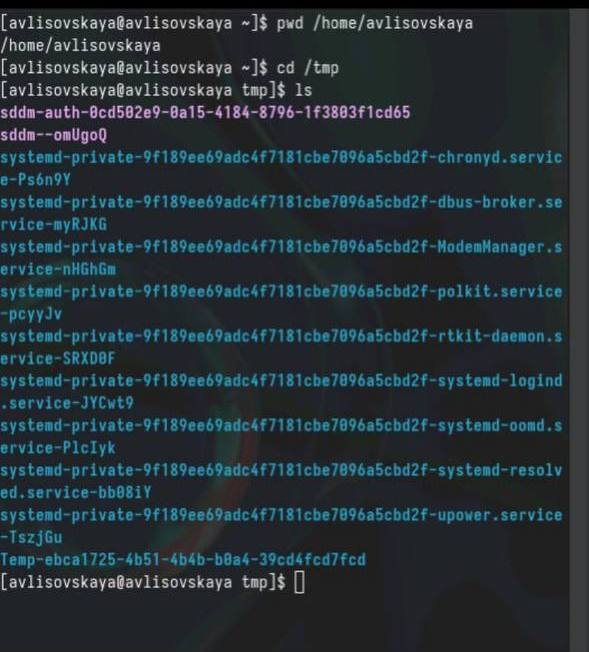 [avlisovskaya@avlisovskaya ~]$ pwd /home/avlisovskaya
/home/avlisovskaya
[avlisovskaya@avlisovskaya ~]$ cd /tmp
[avlisovskaya@avlisovskaya tmp]$ ls
sddm-auth-0cd502e9-0a15-4184-8796-1f3803f1cd65
sddm--omUgoQ
systemd-private-9f189ee69adc4f7181cbe7096a5cbd2f-chronyd.servic
e-Ps6n9Y
systemd-private-9f189ee69adc4f7181cbe7096a5cbd2f-dbus-broker.se
rvice-myRJKG
systemd-private-9f189ee69adc4f7181cbe7096a5cbd2f-ModemManager.s
ervice-nHGhGm
systemd-private-9f189ee69adc4f7181cbe7096a5cbd2f-polkit.service
-pcyyJv
systemd-private-9f189ee69adc4f7181cbe7096a5cbd2f-rtkit-daemon.s
ervice-SRXD0F
systemd-private-9f189ee69adc4f7181cbe7096a5cbd2f-systemd-logind
.service-JYCwt9
systemd-private-9f189ee69adc4f7181cbe7096a5cbd2f-systemd-oomd.s
ervice-PlcIyk
systemd-private-9f189ee69adc4f7181cbe7096a5cbd2f-systemd-resolv
ed.service-bb08iY
systemd-private-9f189ee69adc4f7181cbe7096a5cbd2f-upower.service
-TszjGu
Temp-ebca1725-4b51-4b4b-b0a4-39cd4fcd7fcd
[avlisovskaya@avlisovskaya tmp]$